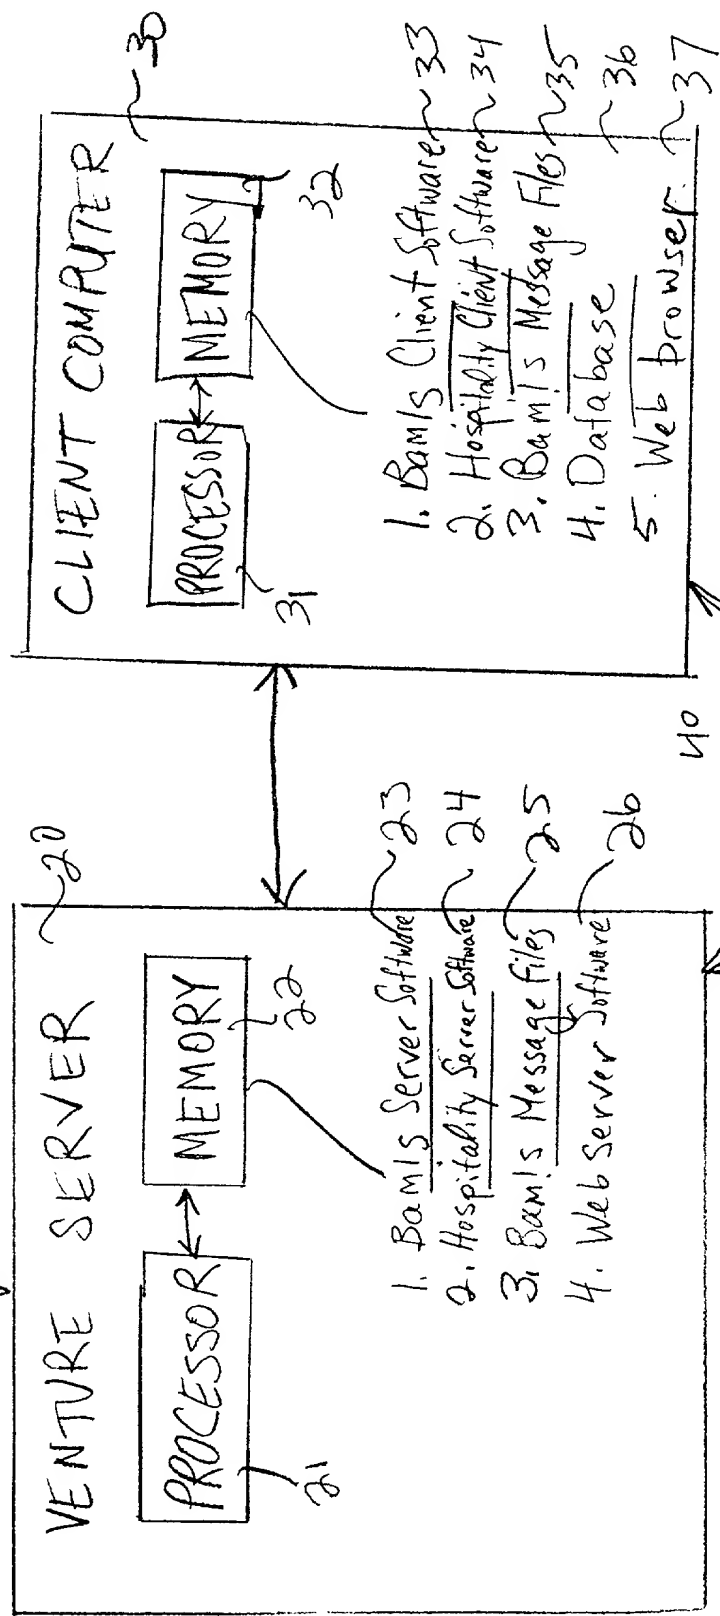 VENTURE SERVER
20
PROCESSOR
MEMORY
21
22
1. Bam!s Server Software 23
2. Hospitality Server Software 24
3. Bam!s Message Files 25
4. Web Server Software 26
CLIENT COMPUTER
30
PROCESSOR
MEMORY
31
32
1. Bam!s Client Software 33
2. Hospitality Client Software 34
3. Bam!s Message Files 35
4. Database 36
5. Web browser 37
40